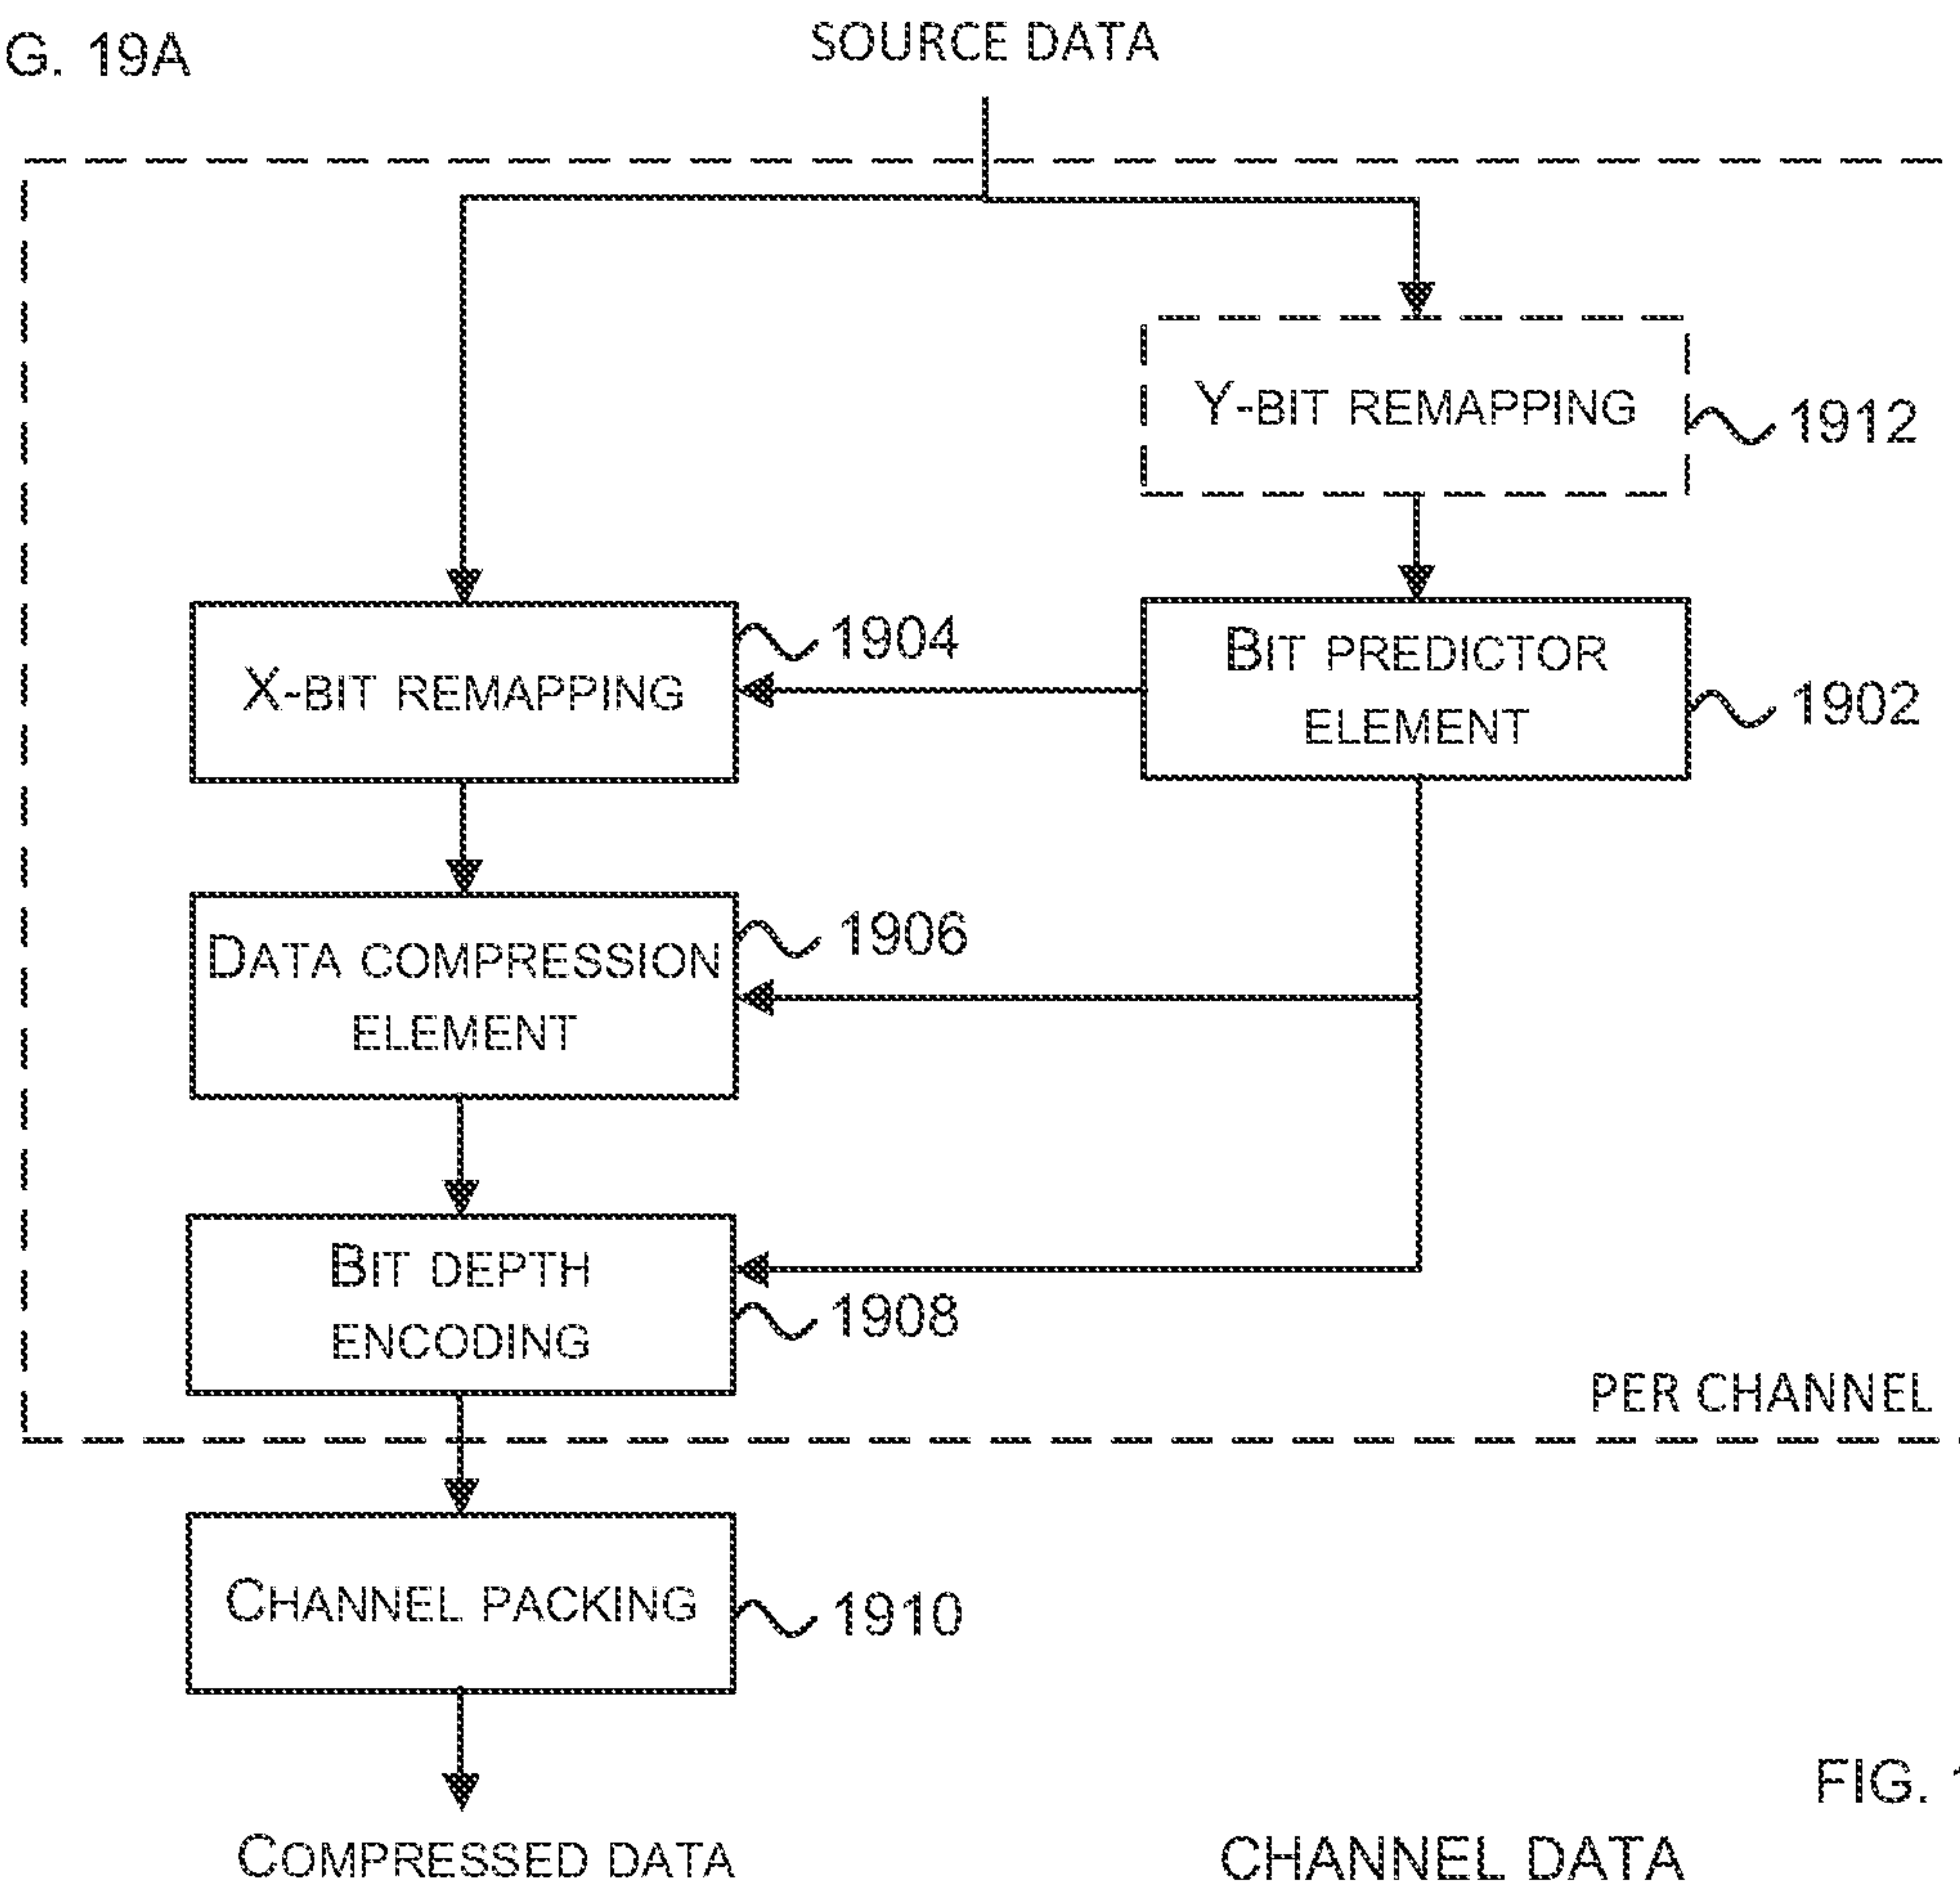 G. 19A
SOURCE DATA
Y-BIT REMAPPING
1912
1904
X-BIT REMAPPING
BIT PREDICTOR
ELEMENT
1902
1906
DATA COMPRESSION
ELEMENT
BIT DEPTH
ENCODING
1908
PER CHANNEL
CHANNEL PACKING
1910
FIG.
COMPRESSED DATA
CHANNEL DATA